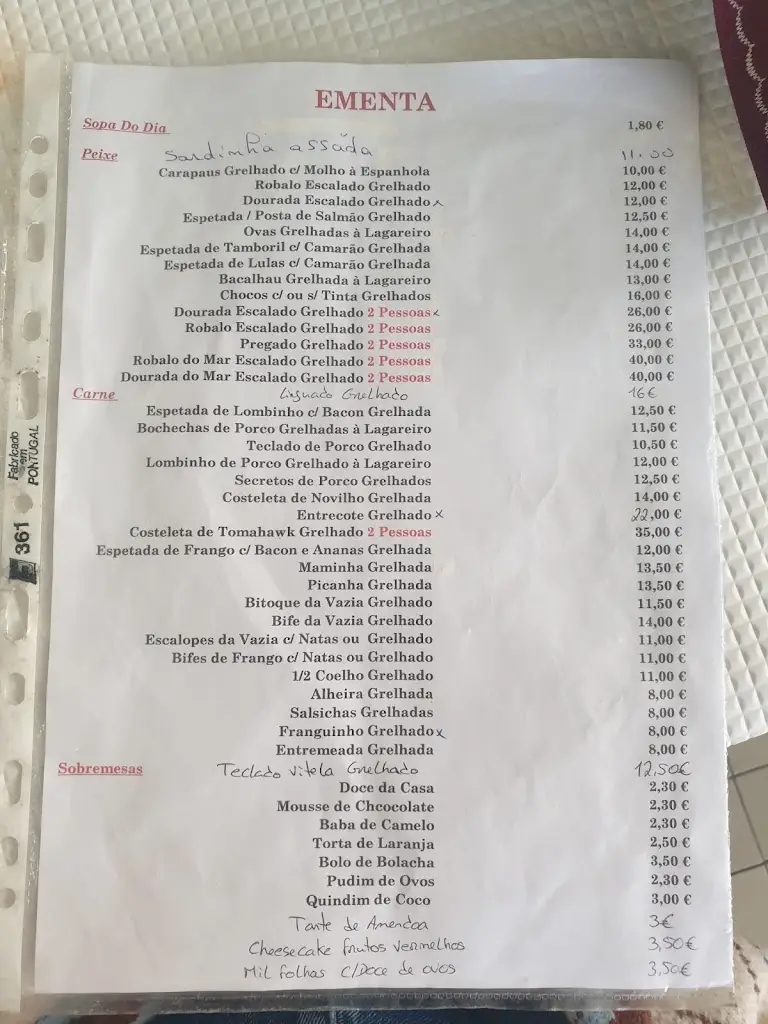 EMENTA
Sopa Do Dia 1,80 €
Peixe Sardinha assada 11.00
Carapaus Grelhado c/ Molho à Espanhola 10,00 €
Robalo Escalado Grelhado 12,00 €
Dourada Escalado Grelhado x 12,00 €
Espetada / Posta de Salmão Grelhado 12,50 €
Ovas Grelhadas à Lagareiro 14,00 €
Espetada de Tamboril c/ Camarão Grelhada 14,00 €
Espetada de Lulas c/ Camarão Grelhada 14,00 €
Bacalhau Grelhada à Lagareiro 13,00 €
Chocos c/ ou s/ Tinta Grelhados 16,00 €
Dourada Escalado Grelhado 2 Pessoas x 26,00 €
Robalo Escalado Grelhado 2 Pessoas 26,00 €
Pregado Grelhado 2 Pessoas 33,00 €
Robalo do Mar Escalado Grelhado 2 Pessoas 40,00 €
Dourada do Mar Escalado Grelhado 2 Pessoas 40,00 €
Carne Linguado Grelhado 16€
Espetada de Lombinho c/ Bacon Grelhada 12,50 €
Bochechas de Porco Grelhadas à Lagareiro 11,50 €
Teclado de Porco Grelhado 10,50 €
Lombinho de Porco Grelhado à Lagareiro 12,00 €
Secretos de Porco Grelhados 12,50 €
Costeleta de Novilho Grelhada 14,00 €
Entrecote Grelhado x 22,00 €
Costeleta de Tomahawk Grelhado 2 Pessoas 35,00 €
Espetada de Frango c/ Bacon e Ananas Grelhada 12,00 €
Maminha Grelhada 13,50 €
Picanha Grelhada 13,50 €
Bitoque da Vazia Grelhado 11,50 €
Bife da Vazia Grelhado 14,00 €
Escalopes da Vazia c/ Natas ou Grelhado 11,00 €
Bifes de Frango c/ Natas ou Grelhado 11,00 €
1/2 Coelho Grelhado 11,00 €
Alheira Grelhada 8,00 €
Salsichas Grelhadas 8,00 €
Franguinho Grelhado x 8,00 €
Entremeada Grelhada 8,00 €
Sobremesas Teclado vitela Grelhado 12,50€
Doce da Casa 2,30 €
Mousse de Chcocolate 2,30 €
Baba de Camelo 2,30 €
Torta de Laranja 2,50 €
Bolo de Bolacha 3,50 €
Pudim de Ovos 2,30 €
Quindim de Coco 3,00 €
Tarte de Amendoa 3€
Cheesecake frutos vermelhos 3,50€
Mil folhas c/Doce de ovos 3,50€
Fabricado
em
PORTUGAL
361